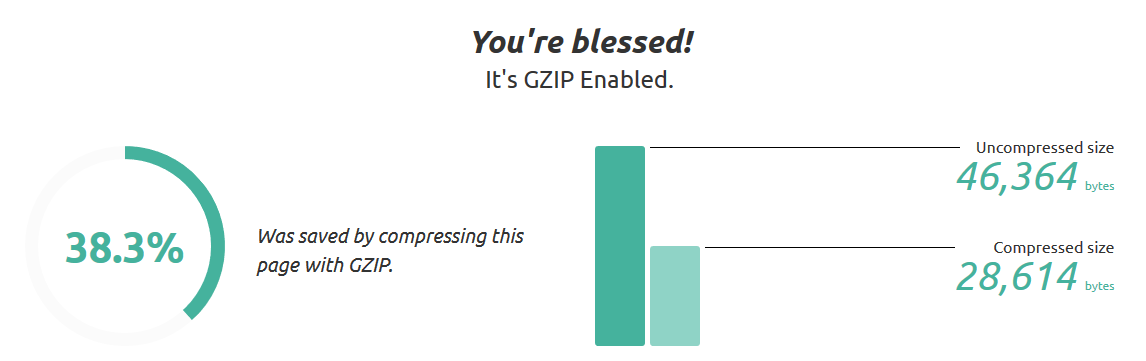 You're blessed!
It's GZIP Enabled.
38.3%
Was saved by compressing this
page with GZIP.
Uncompressed size
46,364 bytes
Compressed size
28,614 bytes